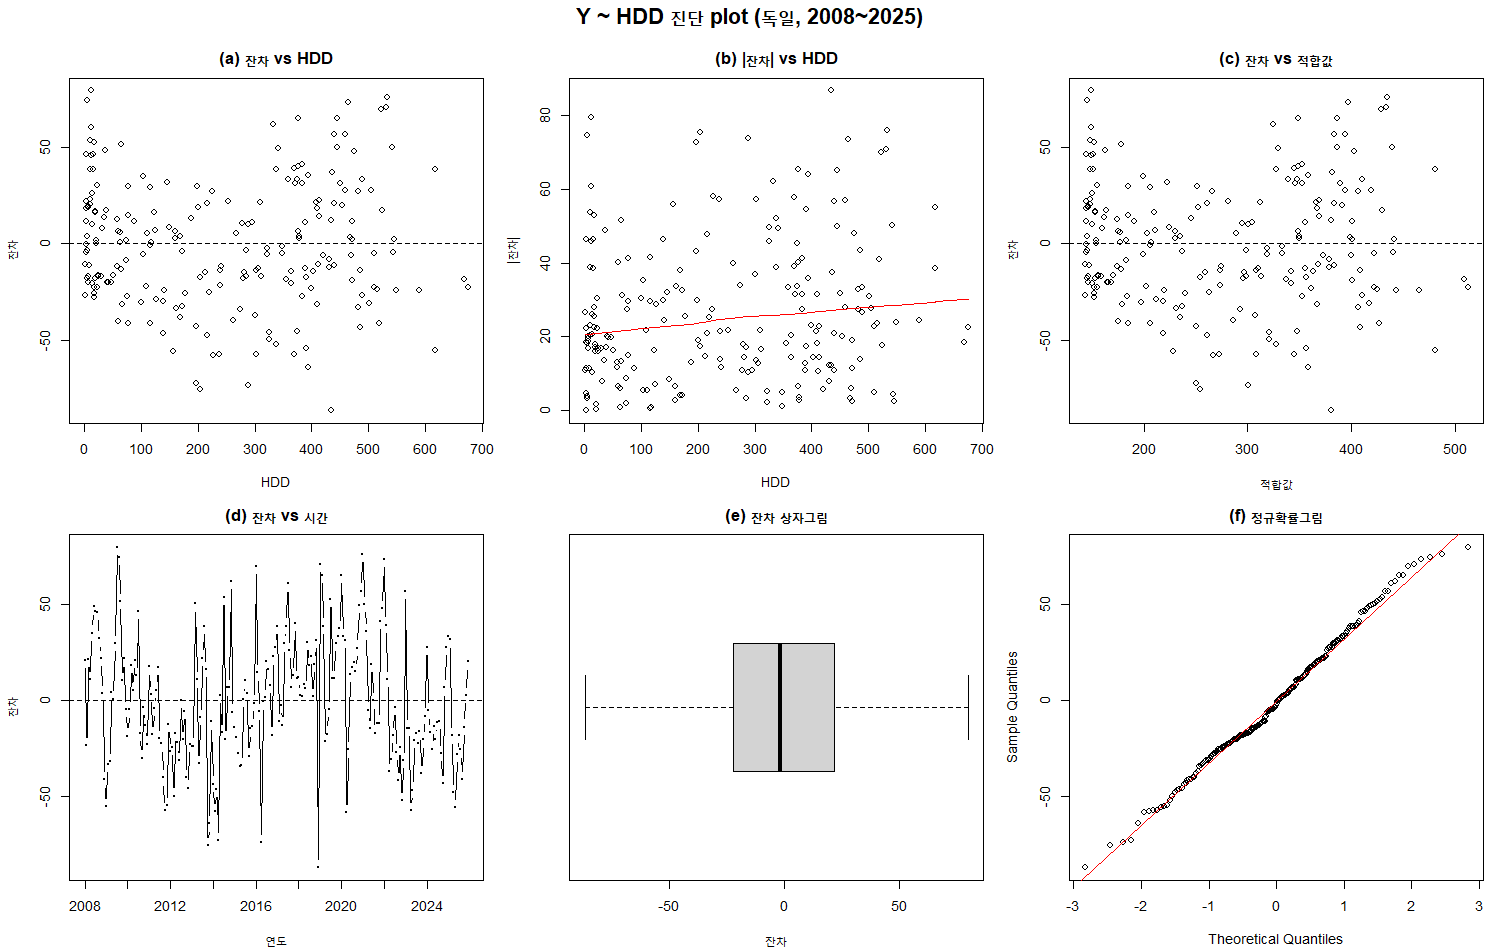 Y ~ HDD 진단 plot (독일, 2008~2025)
(a) 잔차 vs HDD
잔차
50
0
-50
0 100 200 300 400 500 600 700
HDD
(b) |잔차| vs HDD
|잔차|
80
60
40
20
0
0 100 200 300 400 500 600 700
HDD
(c) 잔차 vs 적합값
잔차
50
0
-50
200 300 400 500
적합값
(d) 잔차 vs 시간
잔차
50
0
-50
2008 2012 2016 2020 2024
연도
(e) 잔차 상자그림
-50 0 50
잔차
(f) 정규확률그림
Sample Quantiles
50
0
-50
-3 -2 -1 0 1 2 3
Theoretical Quantiles